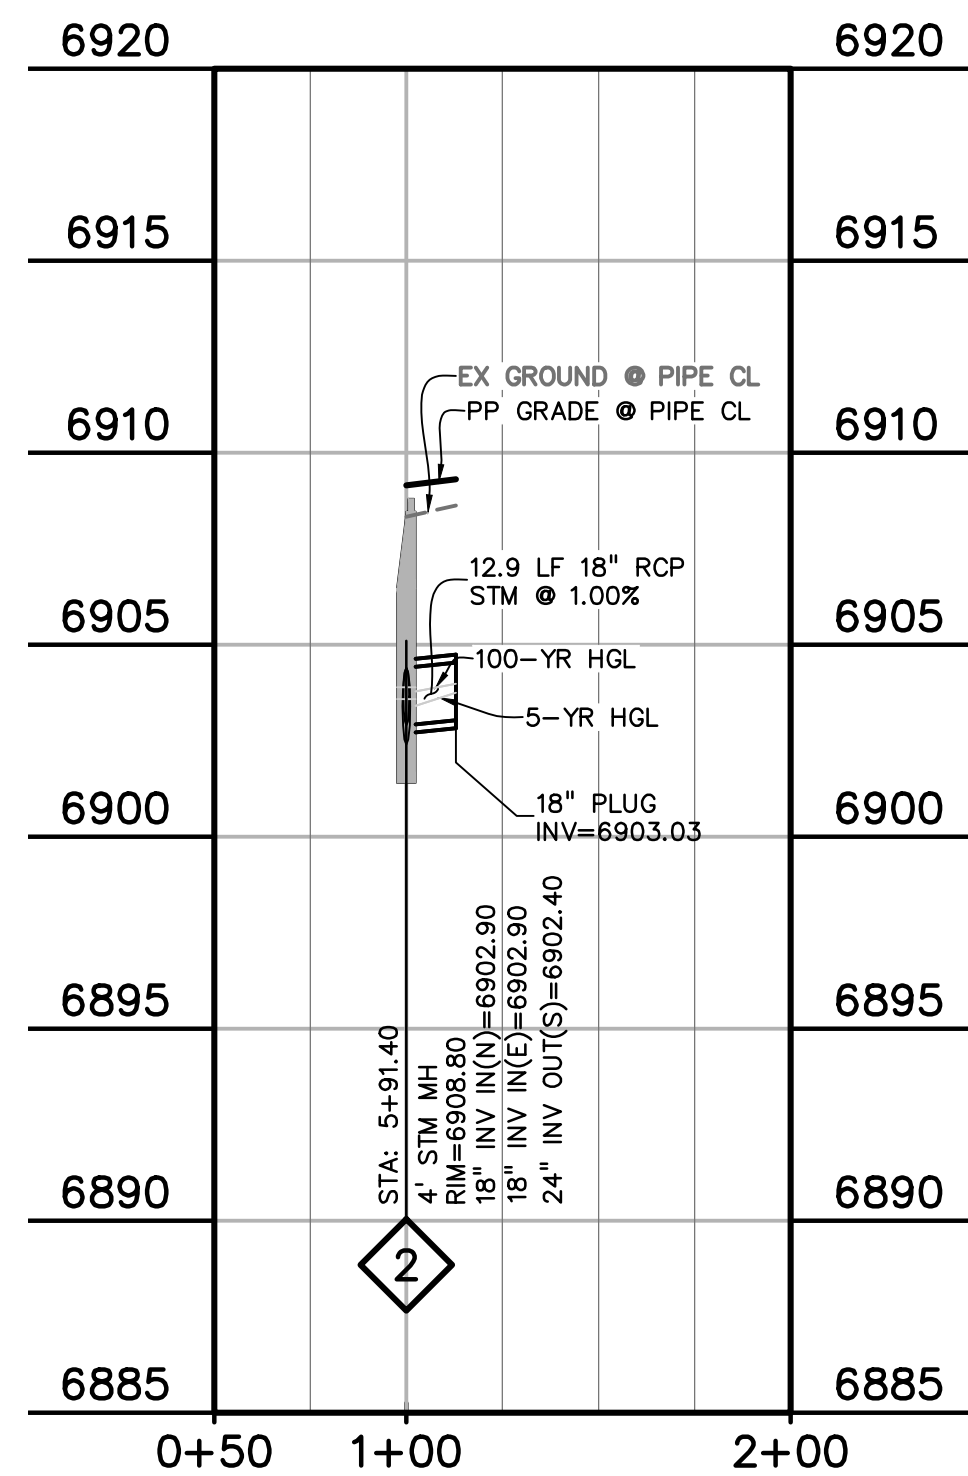 6920 6920
6915 6915
EX GROUND @ PIPE CL
PP GRADE @ PIPE CL
6910 6910
12.9 LF 18" RCP
STM @ 1.00%
6905 6905
100-YR HGL
5-YR HGL
18" PLUG
INV=6903.03
6900 6900
6895 6895
STA: 5+91.40
4' STM MH
RIM=6908.80
18" INV IN(N)=6902.90
18" INV IN(E)=6902.90
24" INV OUT(S)=6902.40
6890 6890
2
6885 6885
0+50 1+00 2+00